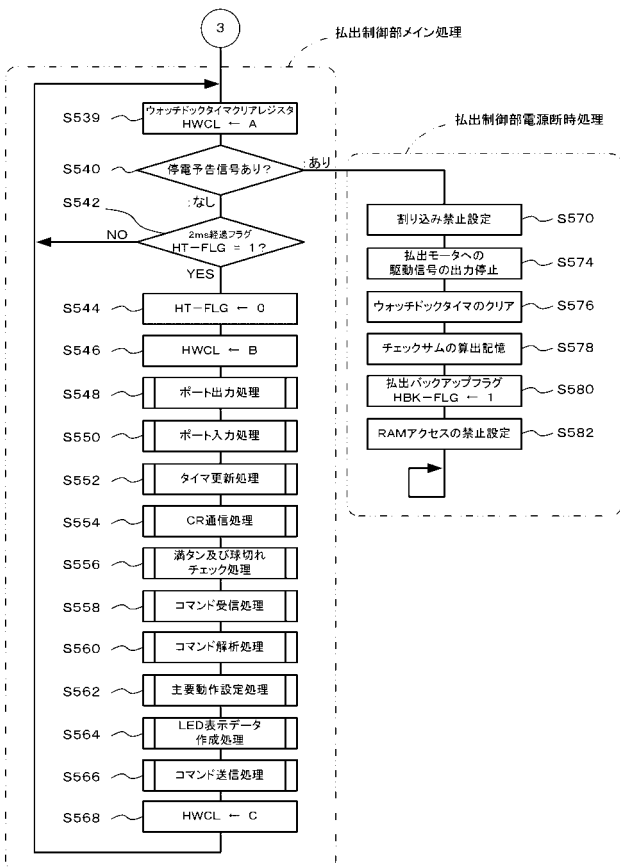 3
払出制御部メイン処理
S539
ウォッチドックタイマクリアレジスタ
HWCL ← A
払出制御部電源断時処理
S540
停電予告信号あり?
:あり
S542
:なし
2ms経過フラグ
HT-FLG = 1?
NO
YES
割り込み禁止設定
S570
払出モータへの
駆動信号の出力停止
S574
S544
HT-FLG ← 0
ウォッチドックタイマのクリア
S576
S546
HWCL ← B
チェックサムの算出記憶
S578
S548
ポート出力処理
払出バックアップフラグ
HBK-FLG ← 1
S580
S550
ポート入力処理
RAMアクセスの禁止設定
S582
S552
タイマ更新処理
S554
CR通信処理
S556
満タン及び球切れ
チェック処理
S558
コマンド受信処理
S560
コマンド解析処理
S562
主要動作設定処理
S564
LED表示データ
作成処理
S566
コマンド送信処理
S568
HWCL ← C